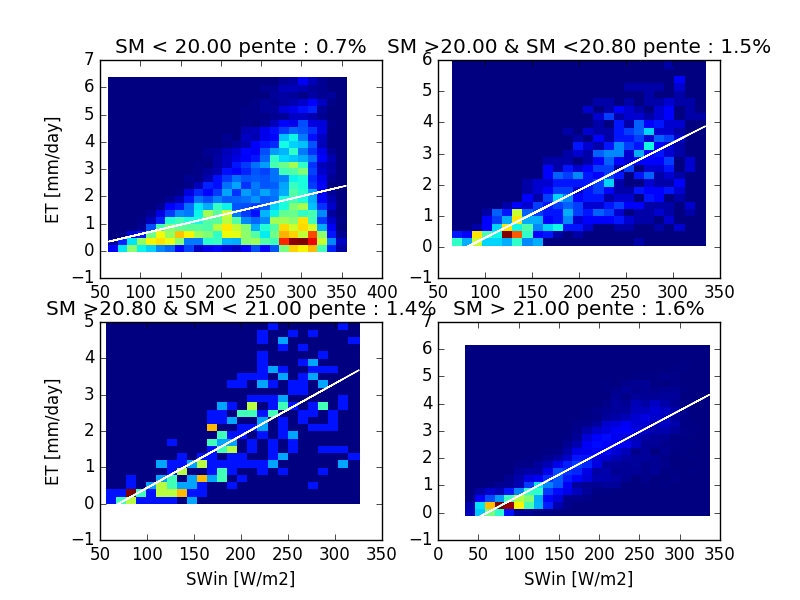 SM < 20.00 pente : 0.7%
SM >20.00 & SM <20.80 pente : 1.5%
7
6
5
4
3
2
1
0
−1
ET [mm/day]
50 100 150 200 250 300 350 400
6
5
4
3
2
1
0
−1
50 100 150 200 250 300 350
SM >20.80 & SM < 21.00 pente : 1.4%
SM > 21.00 pente : 1.6%
5
4
3
2
1
0
−1
ET [mm/day]
50 100 150 200 250 300 350
SWin [W/m2]
7
6
5
4
3
2
1
0
−1
0 50 100 150 200 250 300 350
SWin [W/m2]